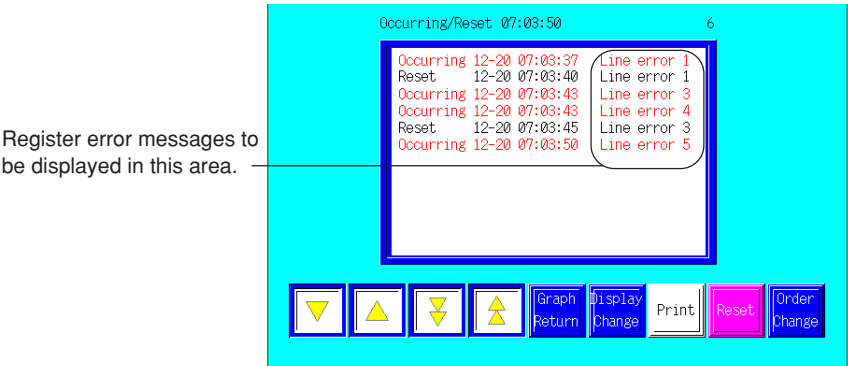 Occurring/Reset 07:03:50 6
Occurring 12-20 07:03:37 Line error 1
Reset 12-20 07:03:40 Line error 1
Occurring 12-20 07:03:43 Line error 3
Occurring 12-20 07:03:43 Line error 4
Reset 12-20 07:03:45 Line error 3
Occurring 12-20 07:03:50 Line error 5
Register error messages to
be displayed in this area.
Graph
Return
Display
Change
Print
Reset
Order
Change